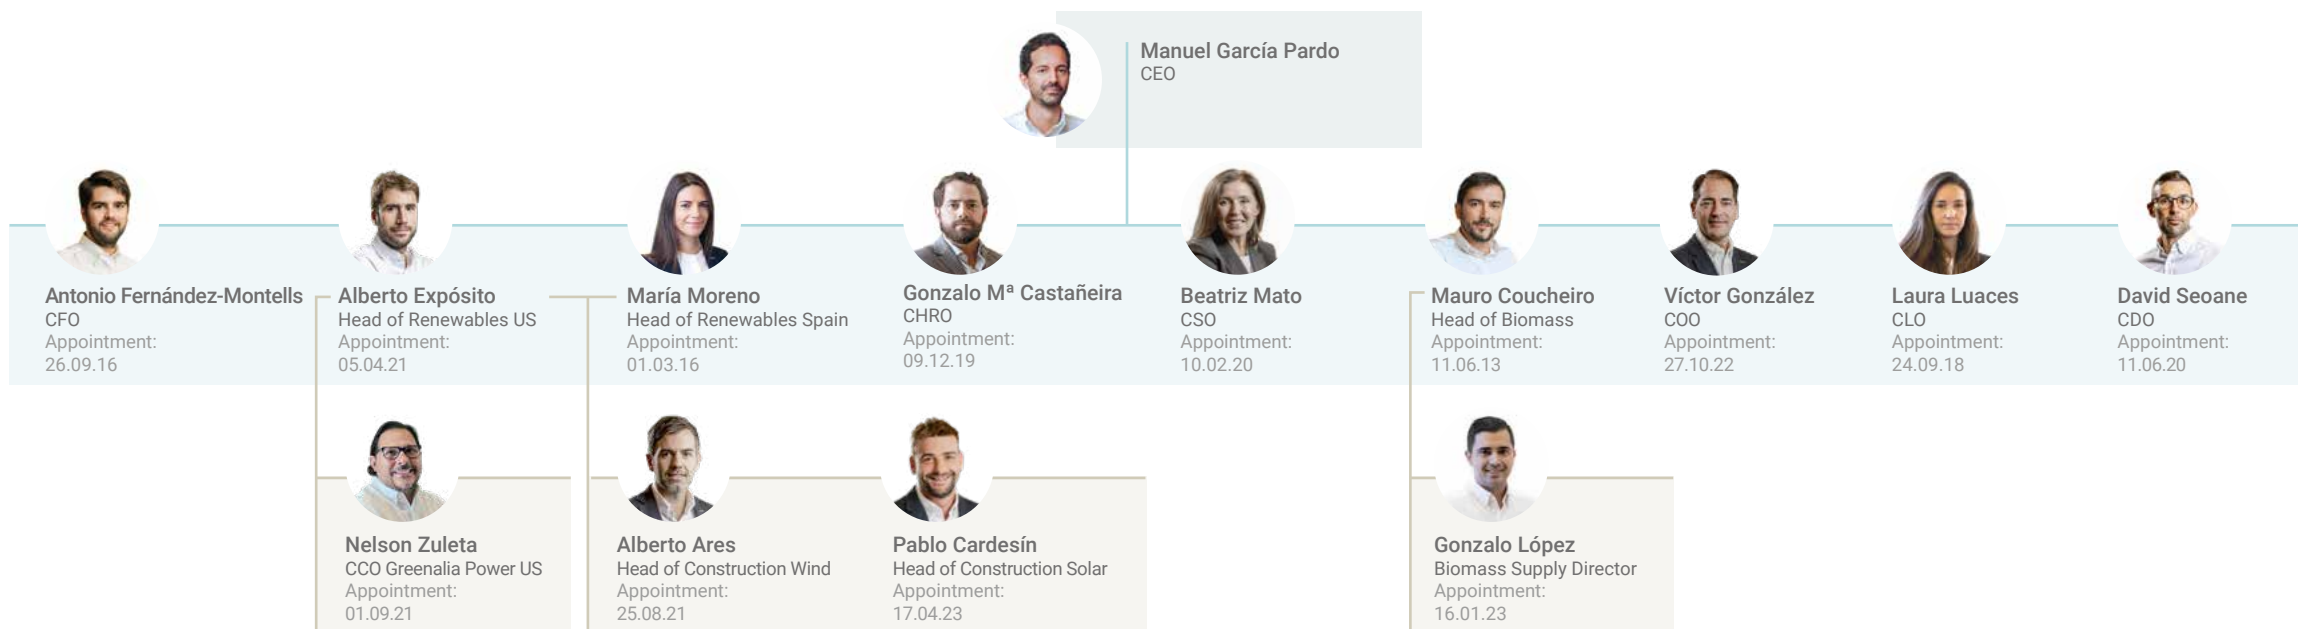 Manuel García Pardo
CEO
Antonio Fernández-Montells
CFO
Appointment:
26.09.16
Alberto Expósito
Head of Renewables US
Appointment:
05.04.21
María Moreno
Head of Renewables Spain
Appointment:
01.03.16
Gonzalo Mª Castañeira
CHRO
Appointment:
09.12.19
Beatriz Mato
CSO
Appointment:
10.02.20
Mauro Coucheiro
Head of Biomass
Appointment:
11.06.13
Víctor González
COO
Appointment:
27.10.22
Laura Luaces
CLO
Appointment:
24.09.18
David Seoane
CDO
Appointment:
11.06.20
Nelson Zuleta
CCO Greenalia Power US
Appointment:
01.09.21
Alberto Ares
Head of Construction Wind
Appointment:
25.08.21
Pablo Cardesín
Head of Construction Solar
Appointment:
17.04.23
Gonzalo López
Biomass Supply Director
Appointment:
16.01.23